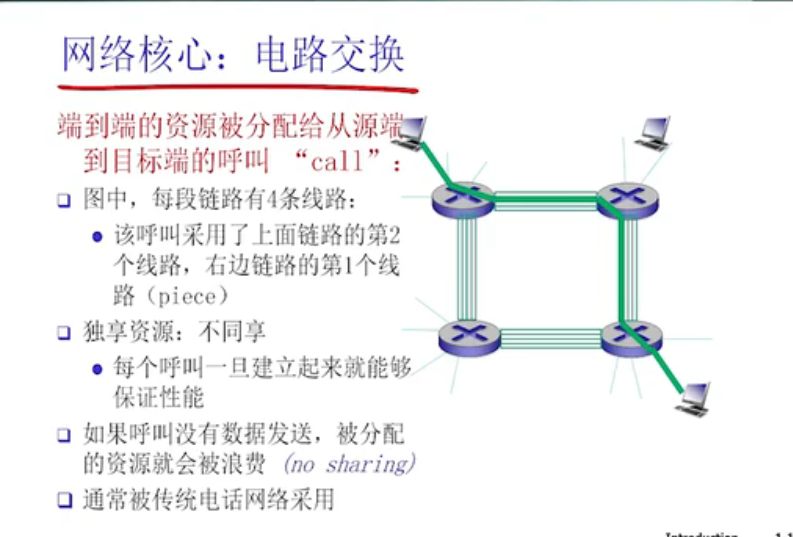 网络核心：电路交换
端到端的资源被分配给从源端
到目标端的呼叫 “call”：
❑ 图中，每段链路有4条线路：
● 该呼叫采用了上面链路的第2
个线路，右边链路的第1个线
路（piece）
❑ 独享资源：不同享
● 每个呼叫一旦建立起来就能够
保证性能
❑ 如果呼叫没有数据发送，被分配
的资源就会被浪费 (no sharing)
❑ 通常被传统电话网络采用
Introduction